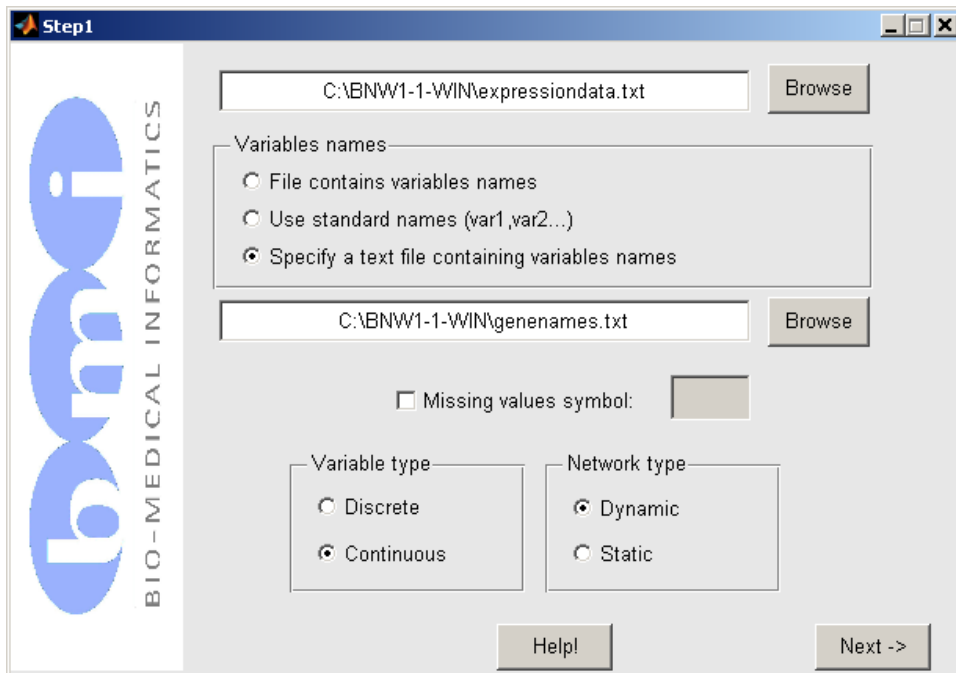 Step1
bmi
BIO-MEDICAL INFORMATICS
C:\BNW1-1-WIN\expressiondata.txt
Browse
Variables names
File contains variables names
Use standard names (var1,var2...)
Specify a text file containing variables names
C:\BNW1-1-WIN\genenames.txt
Browse
Missing values symbol:
Variable type
Discrete
Continuous
Network type
Dynamic
Static
Help!
Next ->